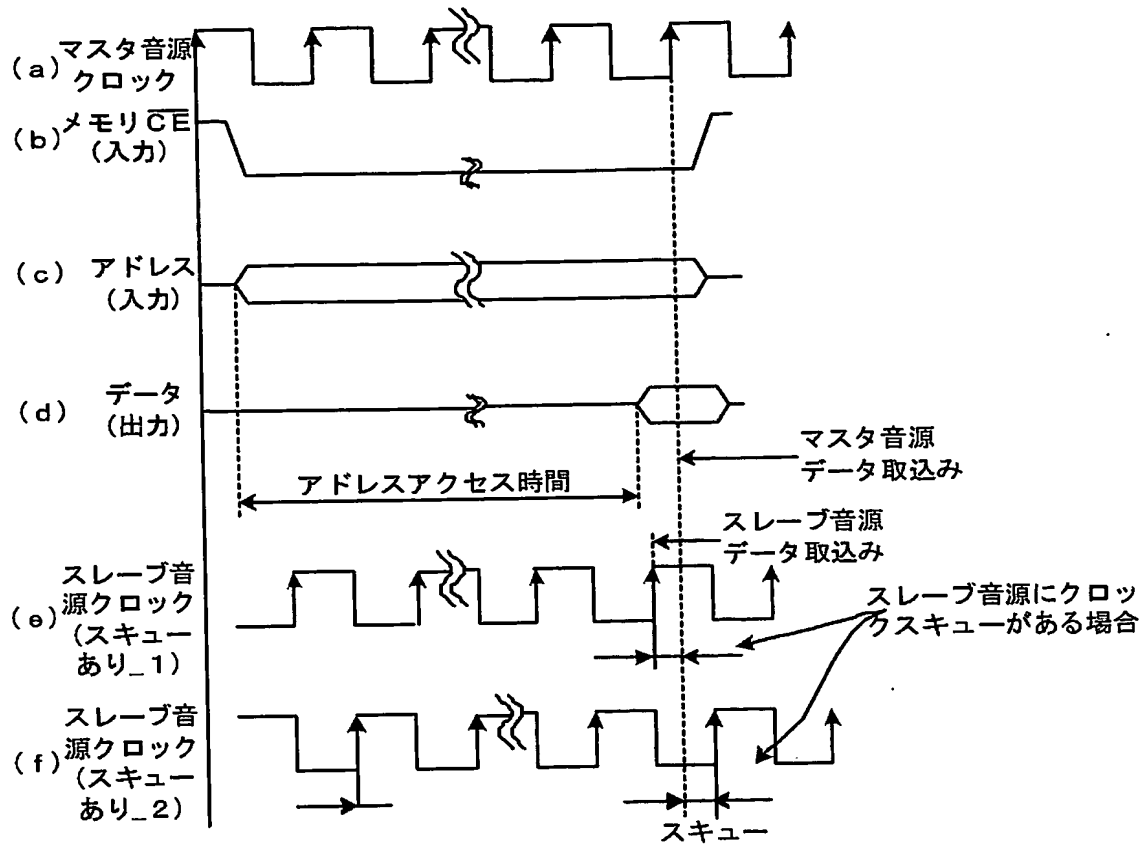 (a) マスタ音源
クロック
(b) メモリCE
(入力)
(c) アドレス
(入力)
(d) データ
(出力)
マスタ音源
データ取込み
アドレスアクセス時間
スレーブ音源
データ取込み
スレーブ音
(e) 源クロック
(スキュー
あり_1)
スレーブ音源にクロッ
クスキューがある場合
スレーブ音
(f) 源クロック
(スキュー
あり_2)
スキュー